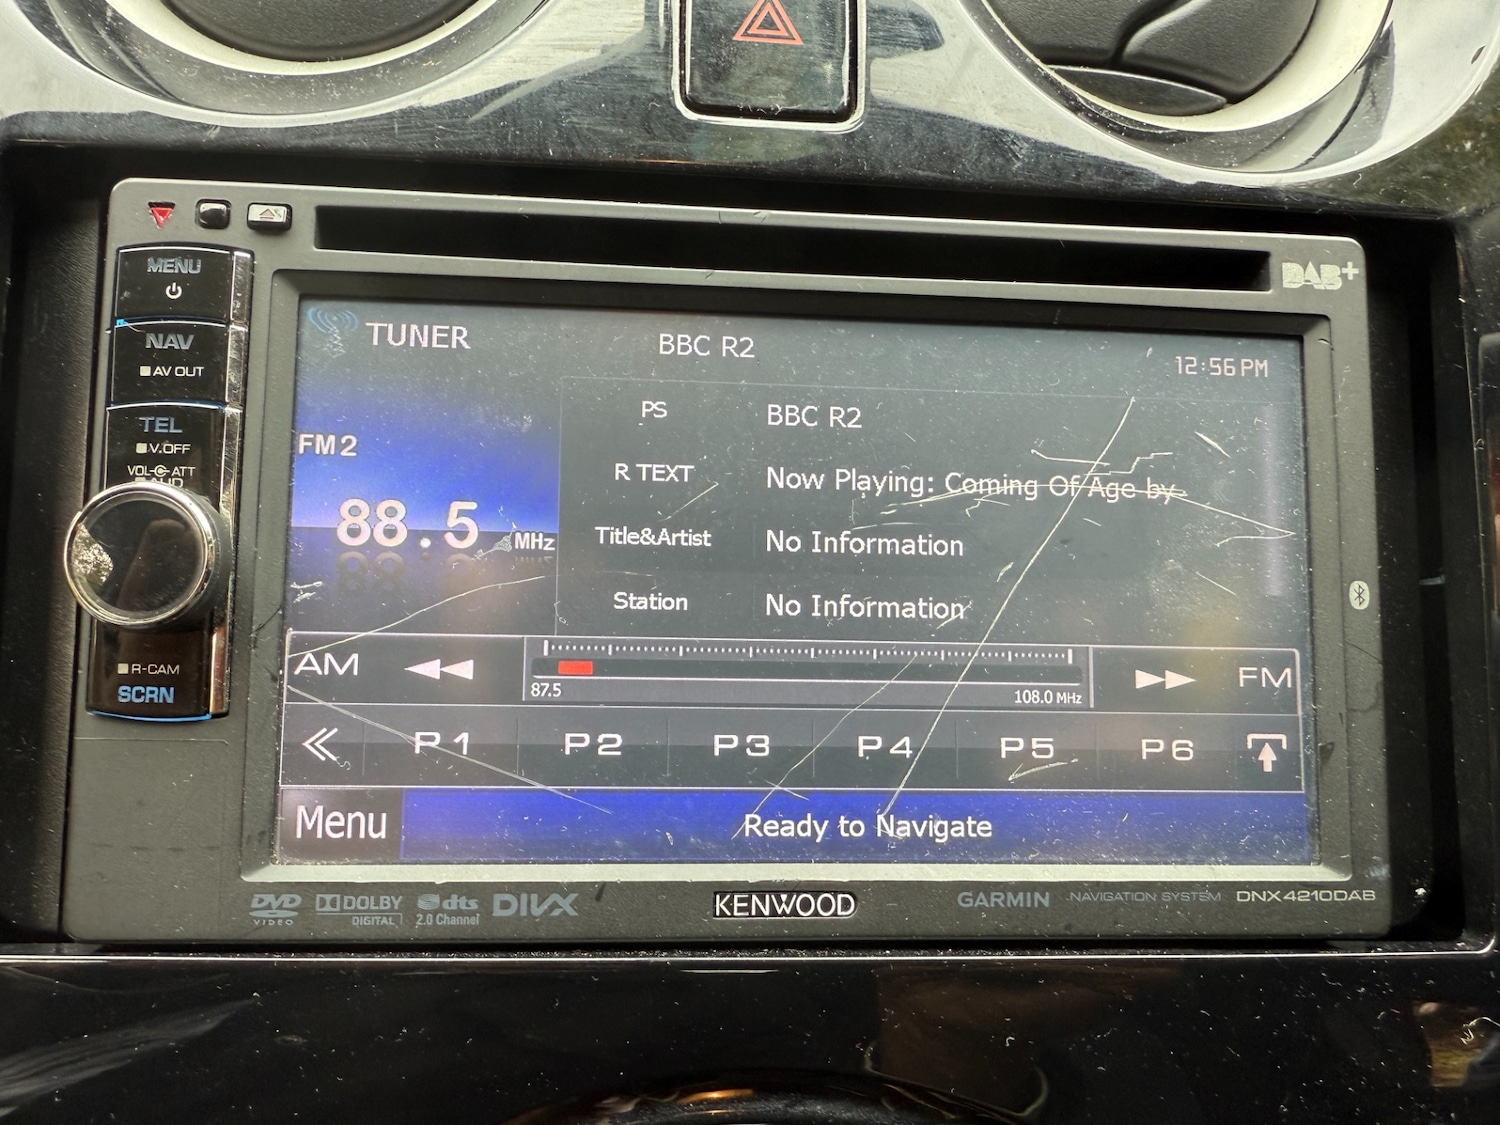 DAB+
MENU
NAV
AV OUT
TEL
V.OFF
VOL ATT
AUD
R-CAM
SCRN
TUNER
BBC R2
12:56 PM
FM2
88.5 MHz
PS BBC R2
R TEXT Now Playing: Coming Of Age by
Title&Artist No Information
Station No Information
AM
87.5
108.0 MHz
FM
P1 P2 P3 P4 P5 P6
Menu
Ready to Navigate
DVD VIDEO
DOLBY DIGITAL
dts 2.0 Channel
DIVX
KENWOOD
GARMIN NAVIGATION SYSTEM DNX4210DAB